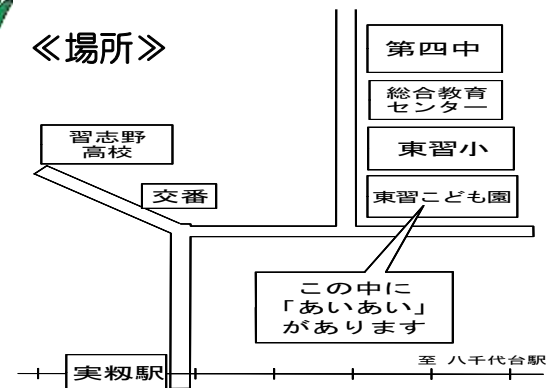 ≪場所≫
第四中
総合教育
センター
習志野
高校
東習小
交番
東習こども園
この中に
「あいあい」
があります
至 八千代台駅
実籾駅